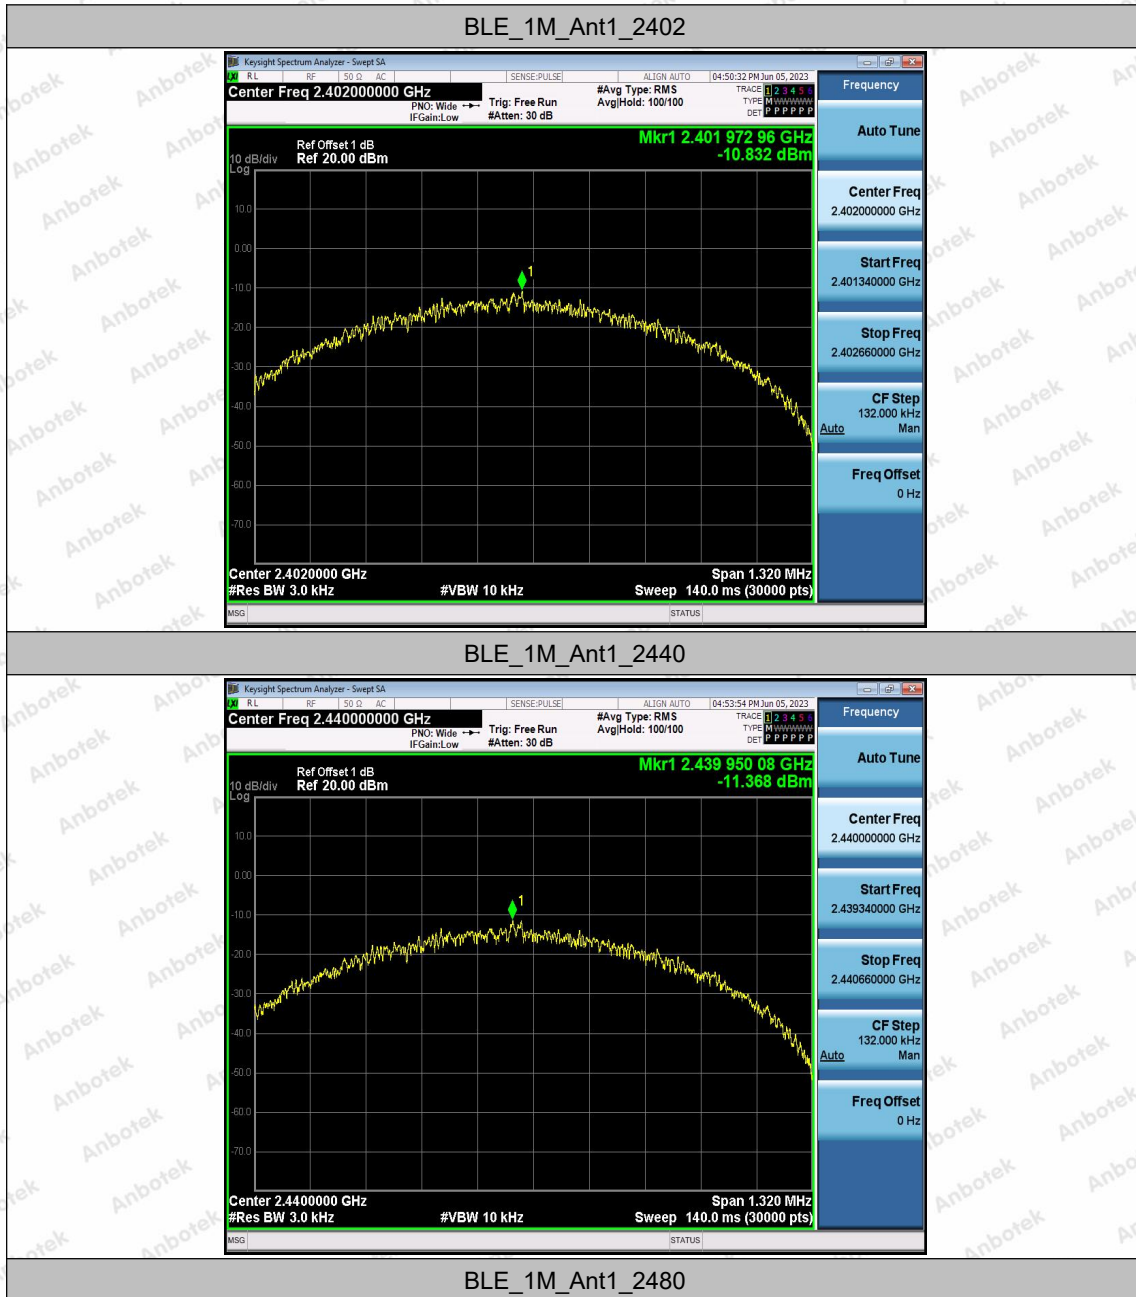 BLE_1M_Ant1_2402
Keysight Spectrum Analyzer - Swept SA
RL RF 50 Ω AC SENSE:PULSE ALIGN AUTO 04:50:32 PM Jun 05, 2023
Center Freq 2.402000000 GHz
PNO: Wide
IFGain:Low
Trig: Free Run
#Atten: 30 dB
#Avg Type: RMS
Avg|Hold: 100/100
TRACE 1 2 3 4 5 6
TYPE M WWWWW
DET P P P P P P
Frequency
Auto Tune
Center Freq
2.402000000 GHz
Start Freq
2.401340000 GHz
Stop Freq
2.402660000 GHz
CF Step
132.000 kHz
Auto Man
Freq Offset
0 Hz
Mkr1 2.401 972 96 GHz
-10.832 dBm
Ref Offset 1 dB
10 dB/div Ref 20.00 dBm
Log
10.0
0.00
-10.0
-20.0
-30.0
-40.0
-50.0
-60.0
-70.0
1
Center 2.4020000 GHz Span 1.320 MHz
#Res BW 3.0 kHz #VBW 10 kHz Sweep 140.0 ms (30000 pts)
MSG STATUS
BLE_1M_Ant1_2440
Keysight Spectrum Analyzer - Swept SA
RL RF 50 Ω AC SENSE:PULSE ALIGN AUTO 04:53:54 PM Jun 05, 2023
Center Freq 2.440000000 GHz
PNO: Wide
IFGain:Low
Trig: Free Run
#Atten: 30 dB
#Avg Type: RMS
Avg|Hold: 100/100
TRACE 1 2 3 4 5 6
TYPE M WWWWW
DET P P P P P P
Frequency
Auto Tune
Center Freq
2.440000000 GHz
Start Freq
2.439340000 GHz
Stop Freq
2.440660000 GHz
CF Step
132.000 kHz
Auto Man
Freq Offset
0 Hz
Mkr1 2.439 950 08 GHz
-11.368 dBm
Ref Offset 1 dB
10 dB/div Ref 20.00 dBm
Log
10.0
0.00
-10.0
-20.0
-30.0
-40.0
-50.0
-60.0
-70.0
1
Center 2.4400000 GHz Span 1.320 MHz
#Res BW 3.0 kHz #VBW 10 kHz Sweep 140.0 ms (30000 pts)
MSG STATUS
BLE_1M_Ant1_2480